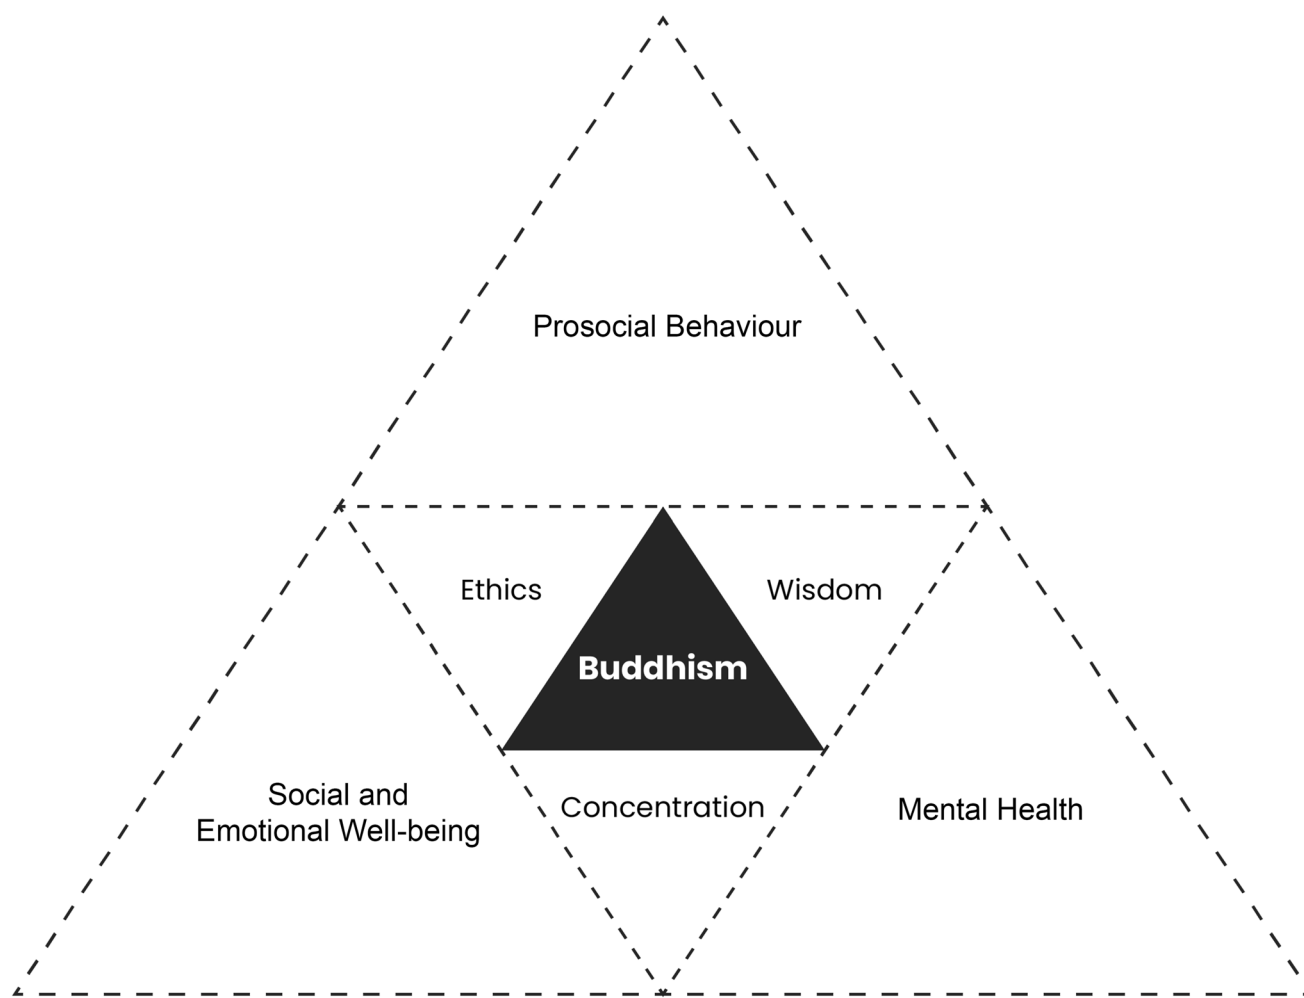 Prosocial Behaviour
Ethics
Wisdom
Buddhism
Social and
Emotional Well-being
Concentration
Mental Health